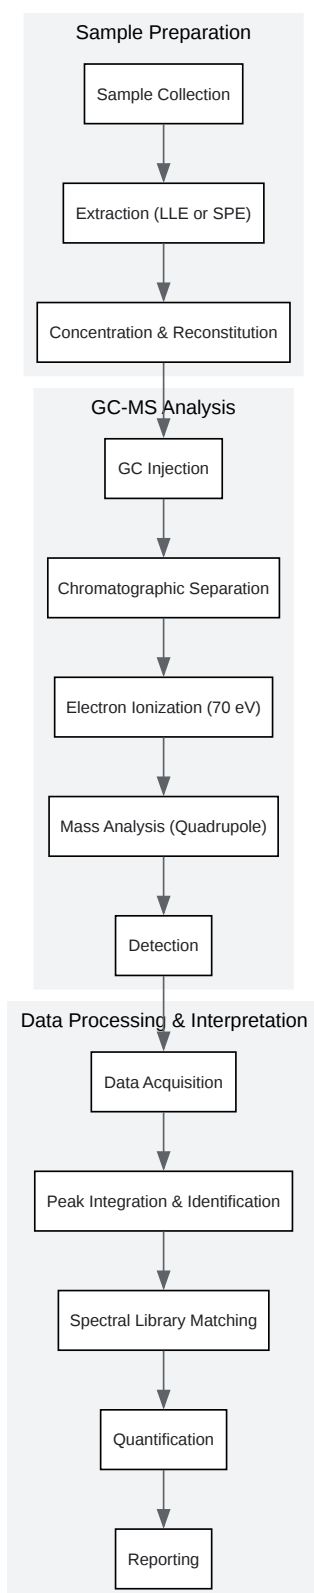 Sample Preparation
Sample Collection
Extraction (LLE or SPE)
Concentration & Reconstitution
GC-MS Analysis
GC Injection
Chromatographic Separation
Electron Ionization (70 eV)
Mass Analysis (Quadrupole)
Detection
Data Processing & Interpretation
Data Acquisition
Peak Integration & Identification
Spectral Library Matching
Quantification
Reporting